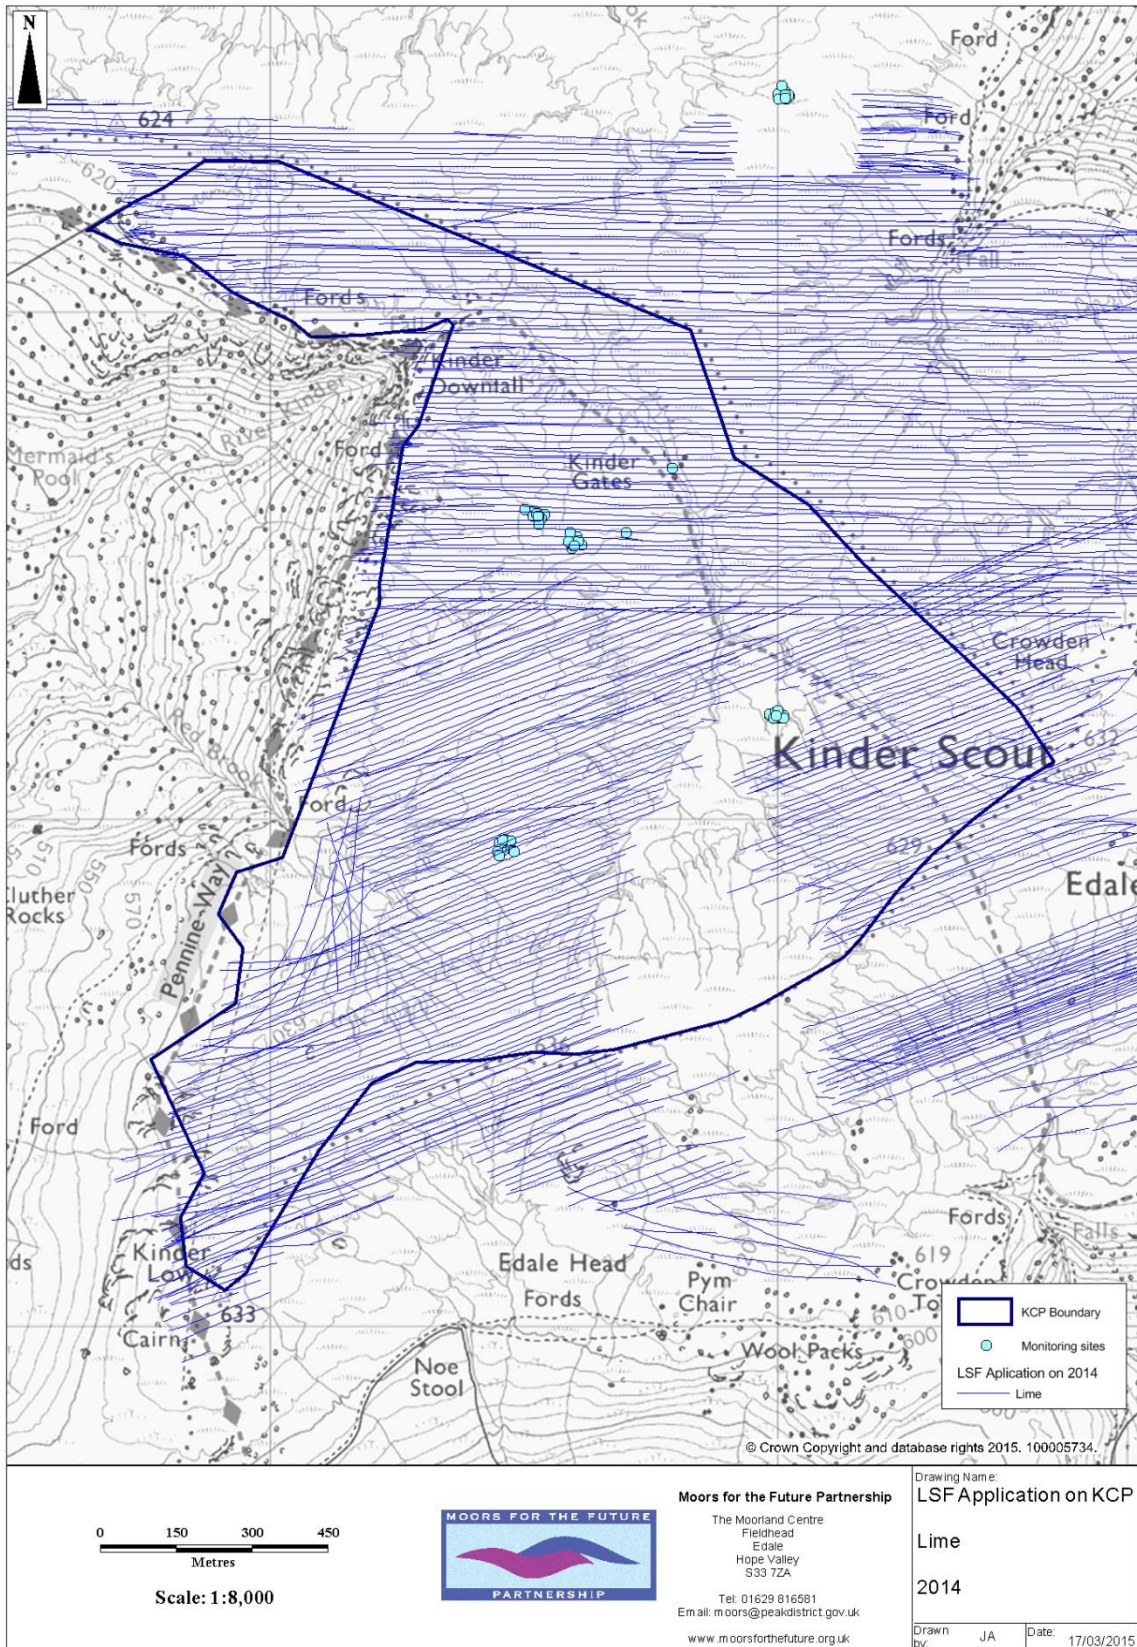 N
Ford
624
Ford
620
Fords
Fall
Fords
Kinder
Downfall
River Kinder
Mermaid's
Pool
Ford
Kinder
Gates
Crowden
Head
Red Brook
Kinder Scout
632
630
Ford
Fords
629
510
550
570
Cluther
Rocks
Edale
Pennine Way
630
636
Ford
Fords
Falls
Kinder
Low
Edale Head
Fords
619
Crowden
Pym
Chair
610
600
633
Cairn
Noe
Stool
Wool Packs
KCP Boundary
Monitoring sites
LSF Aplication on 2014
Lime
© Crown Copyright and database rights 2015. 100005734.
0 150 300 450
Metres
Scale: 1:8,000
MOORS FOR THE FUTURE
PARTNERSHIP
Moors for the Future Partnership
The Moorland Centre
Fieldhead
Edale
Hope Valley
S33 7ZA
Tel: 01629 816581
Email: moors@peakdistrict.gov.uk
www.moorsforthefuture.org.uk
Drawing Name:
LSF Application on KCP
Lime
2014
Drawn by: JA Date: 17/03/2015